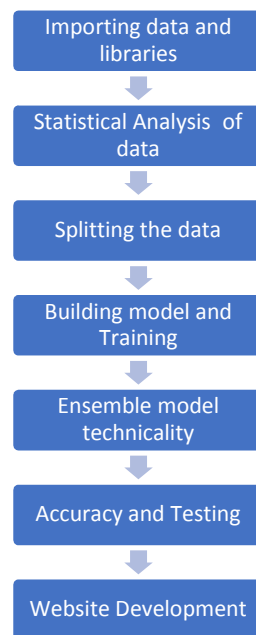 Importing data and
libraries
Statistical Analysis of
data
Splitting the data
Building model and
Training
Ensemble model
technicality
Accuracy and Testing
Website Development